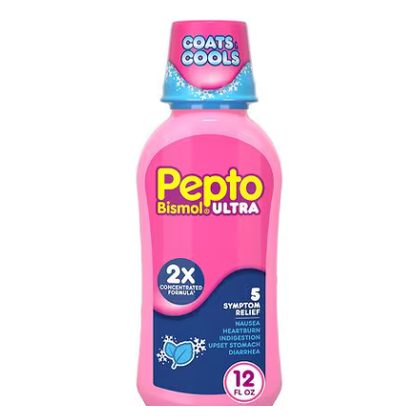 COATS
COOLS
Pepto
Bismol® ULTRA
2X
CONCENTRATED
FORMULA*
5
SYMPTOM
RELIEF
NAUSEA
HEARTBURN
INDIGESTION
UPSET STOMACH
DIARRHEA
12
FL OZ